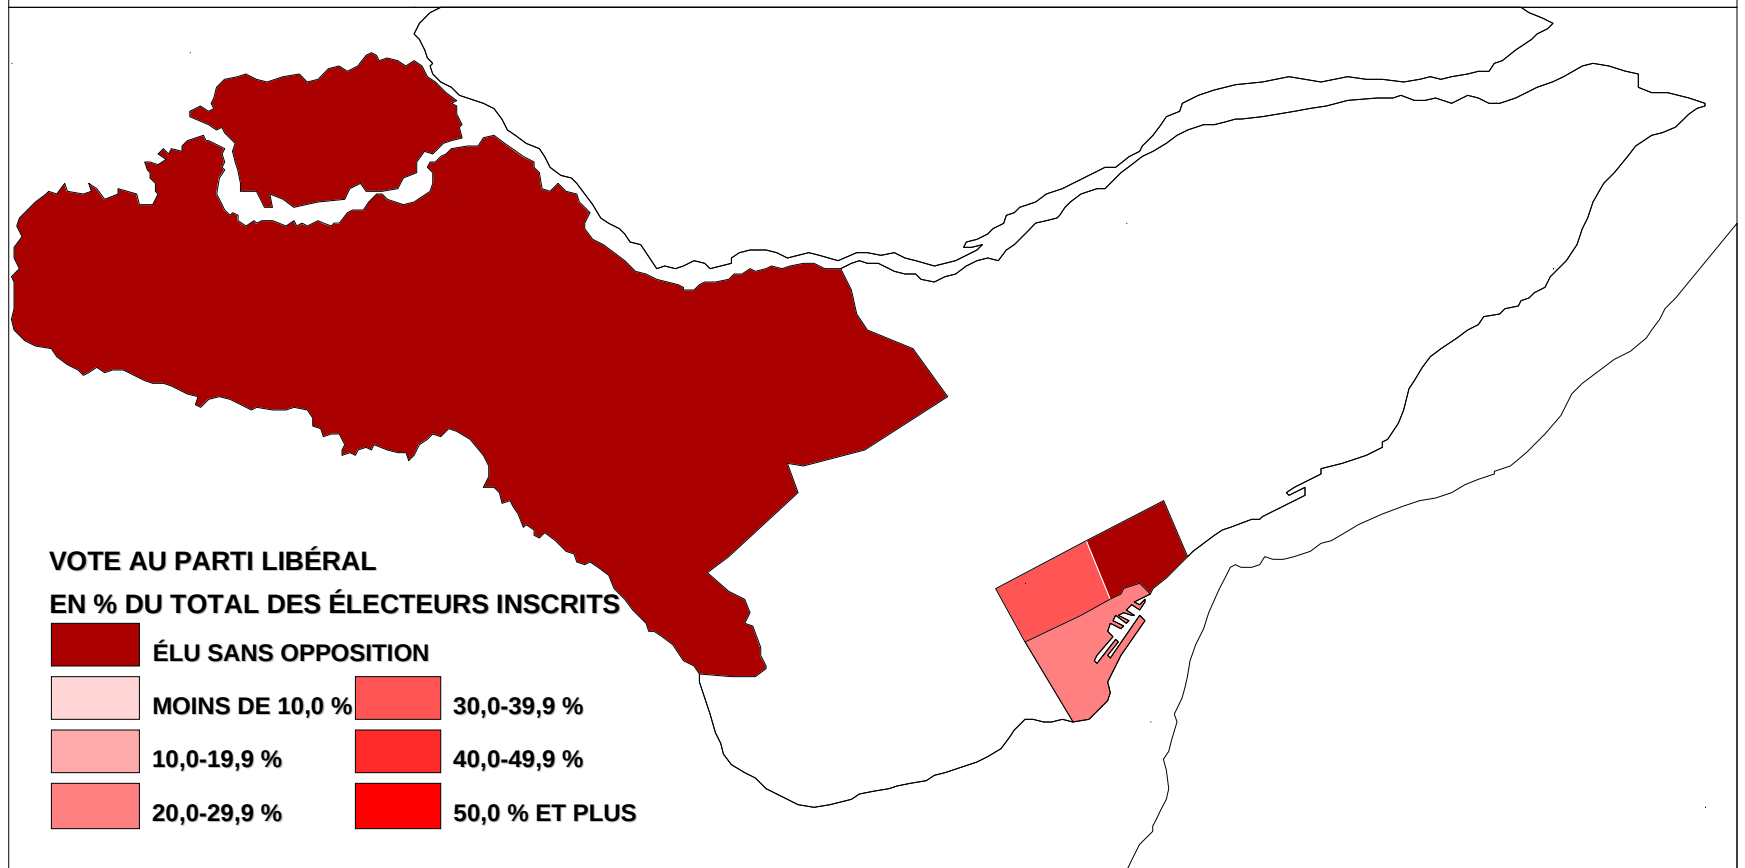 VOTE AU PARTI LIBÉRAL
EN % DU TOTAL DES ÉLECTEURS INSCRITS
ÉLU SANS OPPOSITION
MOINS DE 10,0 %
10,0-19,9 %
20,0-29,9 %
30,0-39,9 %
40,0-49,9 %
50,0 % ET PLUS